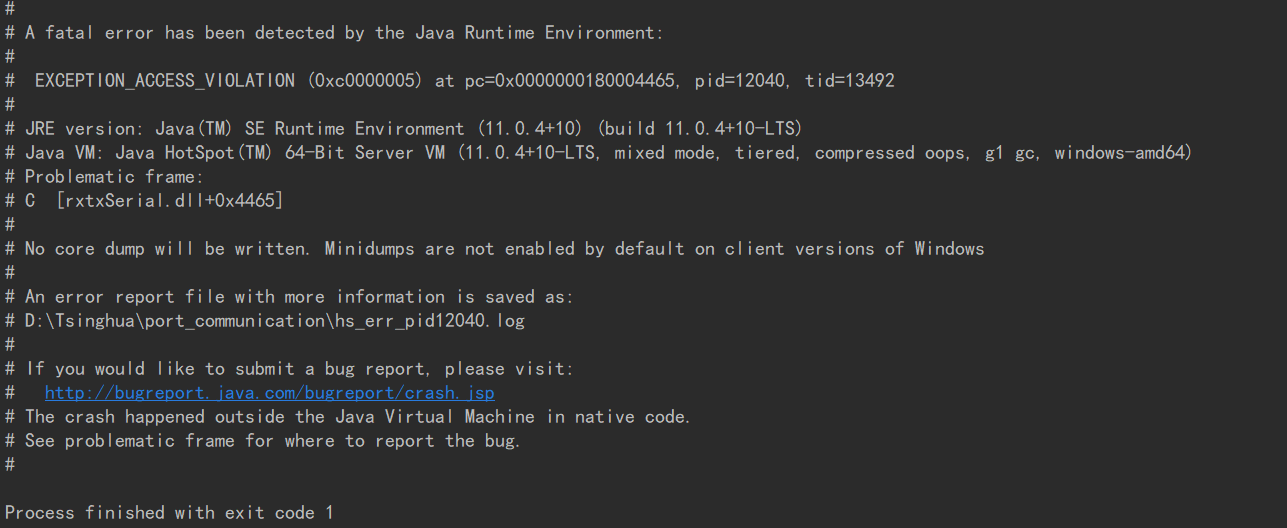 #
# A fatal error has been detected by the Java Runtime Environment:
#
#  EXCEPTION_ACCESS_VIOLATION (0xc0000005) at pc=0x0000000180004465, pid=12040, tid=13492
#
# JRE version: Java(TM) SE Runtime Environment (11.0.4+10) (build 11.0.4+10-LTS)
# Java VM: Java HotSpot(TM) 64-Bit Server VM (11.0.4+10-LTS, mixed mode, tiered, compressed oops, g1 gc, windows-amd64)
# Problematic frame:
# C  [rxtxSerial.dll+0x4465]
#
# No core dump will be written. Minidumps are not enabled by default on client versions of Windows
#
# An error report file with more information is saved as:
# D:\Tsinghua\port_communication\hs_err_pid12040.log
#
# If you would like to submit a bug report, please visit:
#   http://bugreport.java.com/bugreport/crash.jsp
# The crash happened outside the Java Virtual Machine in native code.
# See problematic frame for where to report the bug.
#
Process finished with exit code 1